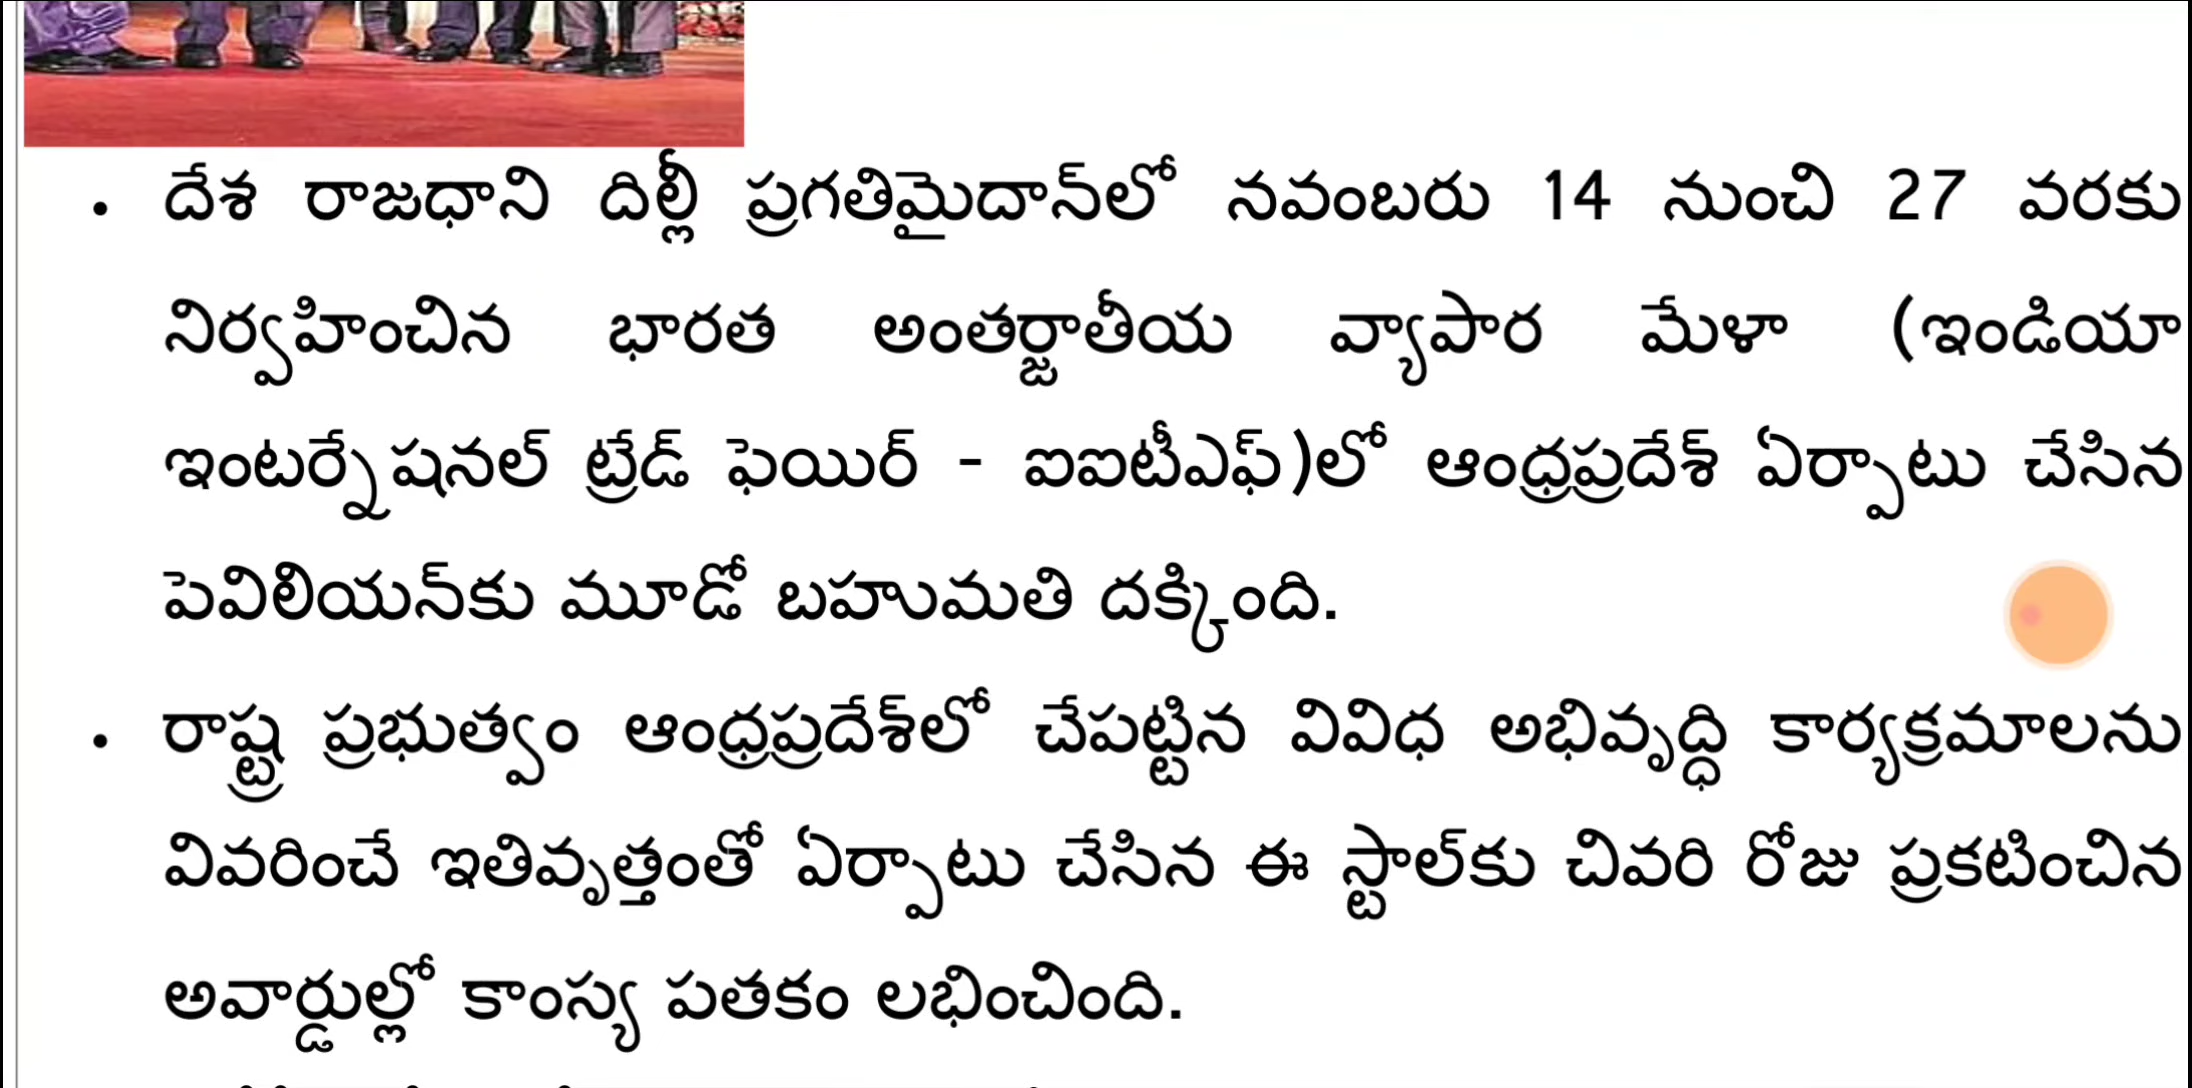 • దేశ రాజధాని దిల్లీ ప్రగతిమైదాన్‌లో నవంబరు 14 నుంచి 27 వరకు
నిర్వహించిన భారత అంతర్జాతీయ వ్యాపార మేళా (ఇండియా
ఇంటర్నేషనల్ ట్రేడ్ ఫెయిర్ - ఐఐటీఎఫ్)లో ఆంధ్రప్రదేశ్ ఏర్పాటు చేసిన
పెవిలియన్‌కు మూడో బహుమతి దక్కింది.
• రాష్ట్ర ప్రభుత్వం ఆంధ్రప్రదేశ్‌లో చేపట్టిన వివిధ అభివృద్ధి కార్యక్రమాలను
వివరించే ఇతివృత్తంతో ఏర్పాటు చేసిన ఈ స్టాల్‌కు చివరి రోజు ప్రకటించిన
అవార్డుల్లో కాంస్య పతకం లభించింది.